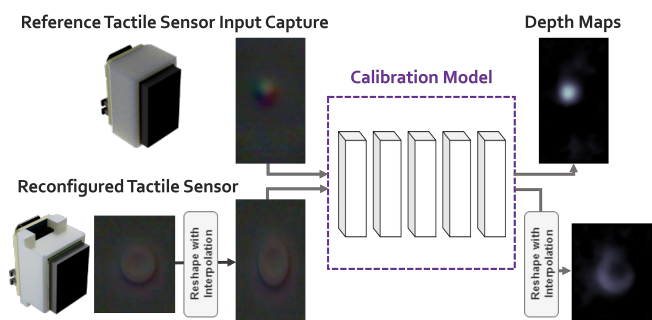 Reference Tactile Sensor Input Capture
Depth Maps
Calibration Model
Reconfigured Tactile Sensor
Reshape with
Interpolation
Reshape with
Interpolation